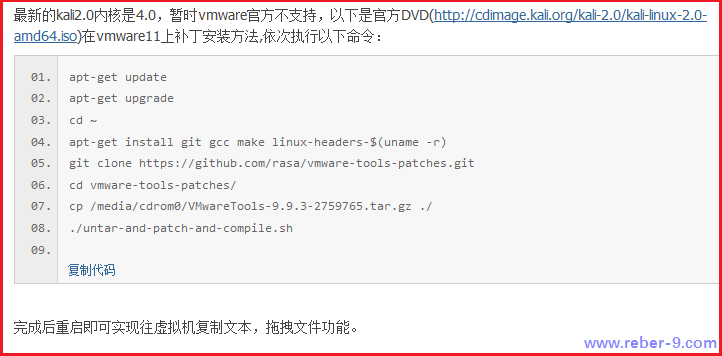 最新的kali2.0内核是4.0，暂时vmware官方不支持，以下是官方DVD(http://cdimage.kali.org/kali-2.0/kali-linux-2.0-
amd64.iso)在vmware11上补丁安装方法,依次执行以下命令：
01. apt-get update
02. apt-get upgrade
03. cd ~
04. apt-get install git gcc make linux-headers-$(uname -r)
05. git clone https://github.com/rasa/vmware-tools-patches.git
06. cd vmware-tools-patches/
07. cp /media/cdrom0/VMwareTools-9.9.3-2759765.tar.gz ./
08. ./untar-and-patch-and-compile.sh
09.
复制代码
完成后重启即可实现往虚拟机复制文本，拖拽文件功能。
www.reber-9.com